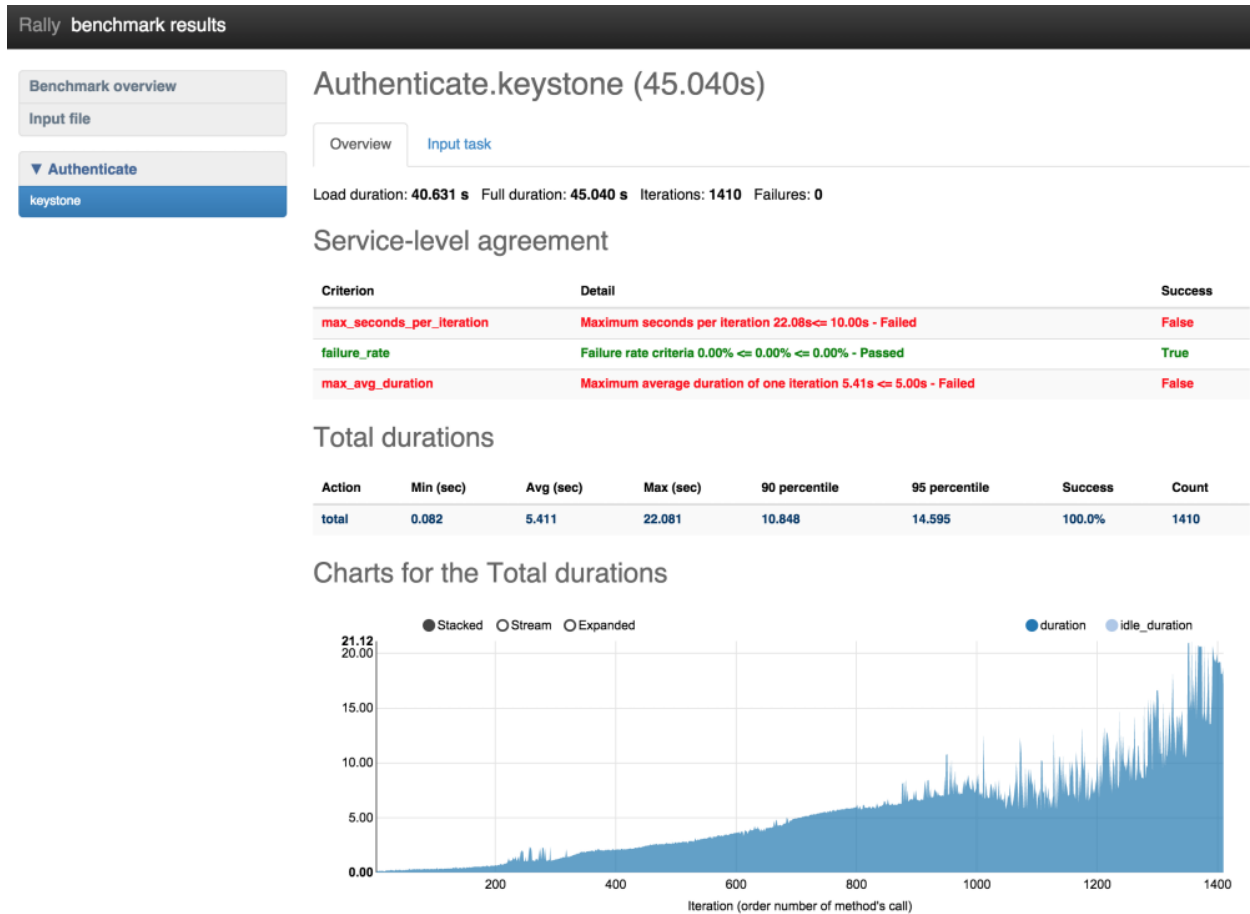 Rally benchmark results
Benchmark overview
Input file
▼ Authenticate
keystone
Authenticate.keystone (45.040s)
Overview Input task
Load duration: 40.631 s Full duration: 45.040 s Iterations: 1410 Failures: 0
Service-level agreement
Criterion Detail Success
max_seconds_per_iteration Maximum seconds per iteration 22.08s<= 10.00s - Failed False
failure_rate Failure rate criteria 0.00% <= 0.00% <= 0.00% - Passed True
max_avg_duration Maximum average duration of one iteration 5.41s <= 5.00s - Failed False
Total durations
Action Min (sec) Avg (sec) Max (sec) 90 percentile 95 percentile Success Count
total 0.082 5.411 22.081 10.848 14.595 100.0% 1410
Charts for the Total durations
Stacked Stream Expanded duration idle_duration
21.12
20.00
15.00
10.00
5.00
0.00
200 400 600 800 1000 1200 1400
Iteration (order number of method's call)